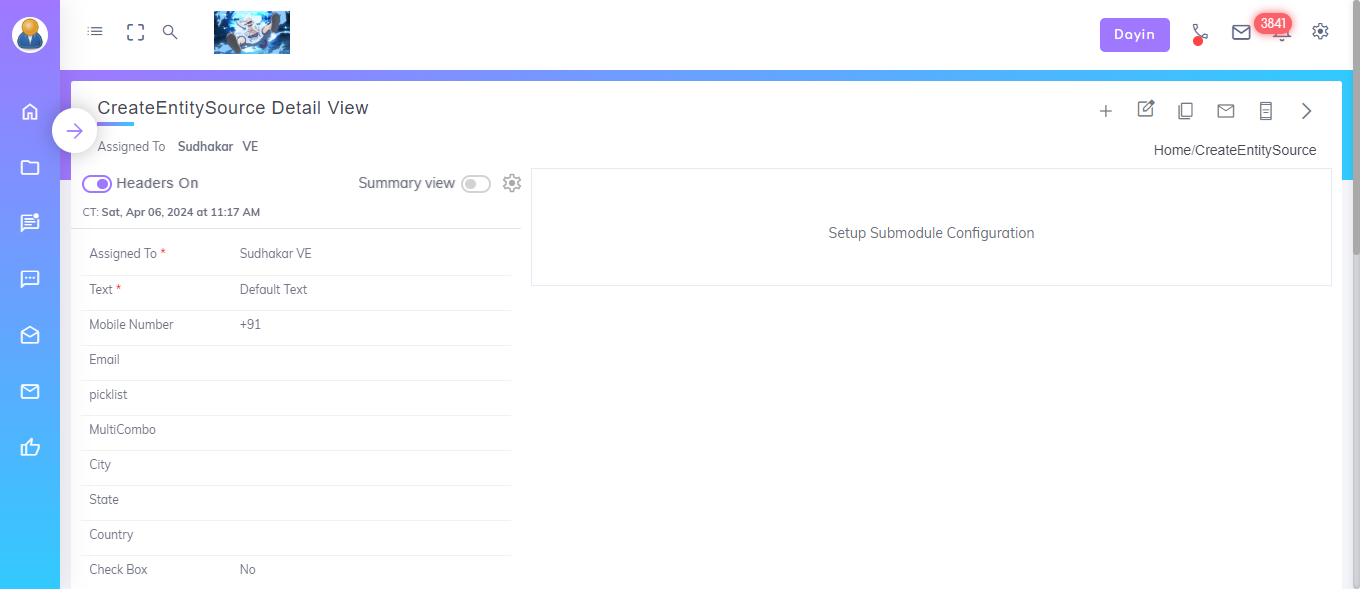 Dayin
3841
CreateEntitySource Detail View
Assigned To Sudhakar VE
Home/CreateEntitySource
Headers On
Summary view
CT: Sat, Apr 06, 2024 at 11:17 AM
Setup Submodule Configuration
Assigned To * Sudhakar VE
Text * Default Text
Mobile Number +91
Email
picklist
MultiCombo
City
State
Country
Check Box No